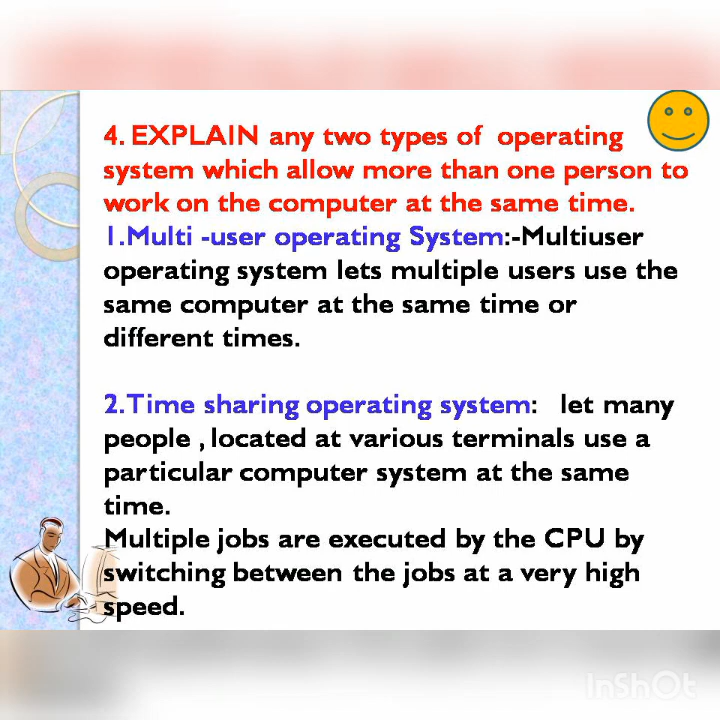 4. EXPLAIN any two types of operating
system which allow more than one person to
work on the computer at the same time.
1.Multi -user operating System:-Multiuser
operating system lets multiple users use the
same computer at the same time or
different times.
2.Time sharing operating system: let many
people , located at various terminals use a
particular computer system at the same
time.
Multiple jobs are executed by the CPU by
switching between the jobs at a very high
speed.
InShOt